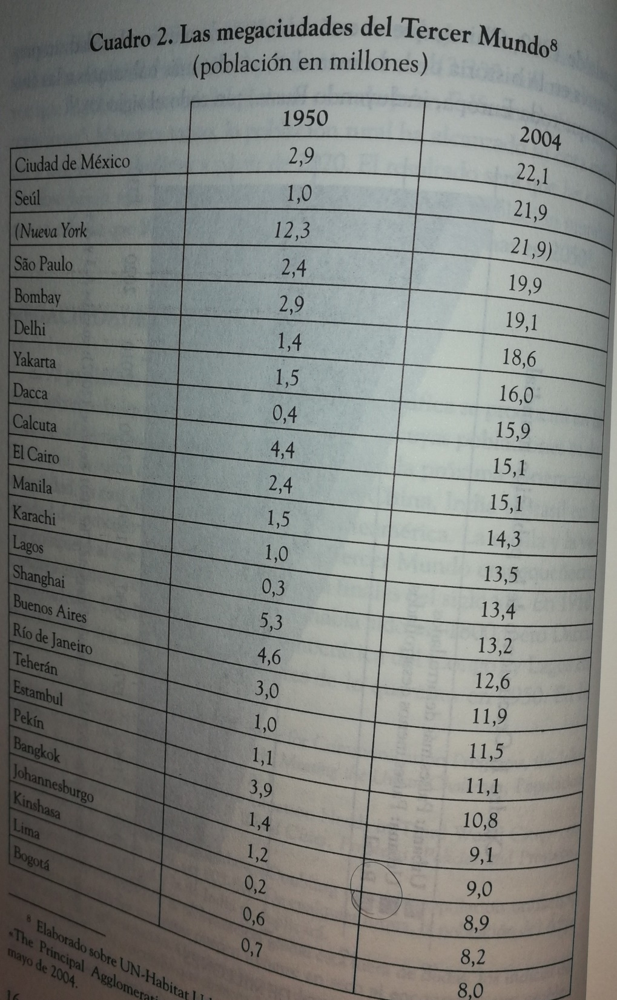 Cuadro 2. Las megaciudades del Tercer Mundo⁸
(población en millones)
1950 2004
Ciudad de México 2,9 22,1
Seúl 1,0 21,9
(Nueva York 12,3 21,9)
São Paulo 2,4 19,9
Bombay 2,9 19,1
Delhi 1,4 18,6
Yakarta 1,5 16,0
Dacca 0,4 15,9
Calcuta 4,4 15,1
El Cairo 2,4 15,1
Manila 1,5 14,3
Karachi 1,0 13,5
Lagos 0,3 13,4
Shanghai 5,3 13,2
Buenos Aires 4,6 12,6
Río de Janeiro 3,0 11,9
Teherán 1,0 11,5
Estambul 1,1 11,1
Pekín 3,9 10,8
Bangkok 1,4 9,1
Johannesburgo 1,2 9,0
Kinshasa 0,2 8,9
Lima 0,6 8,2
Bogotá 0,7 8,0
⁸ Elaborado sobre UN-Habitat
«The Principal
mayo de 2004.
16